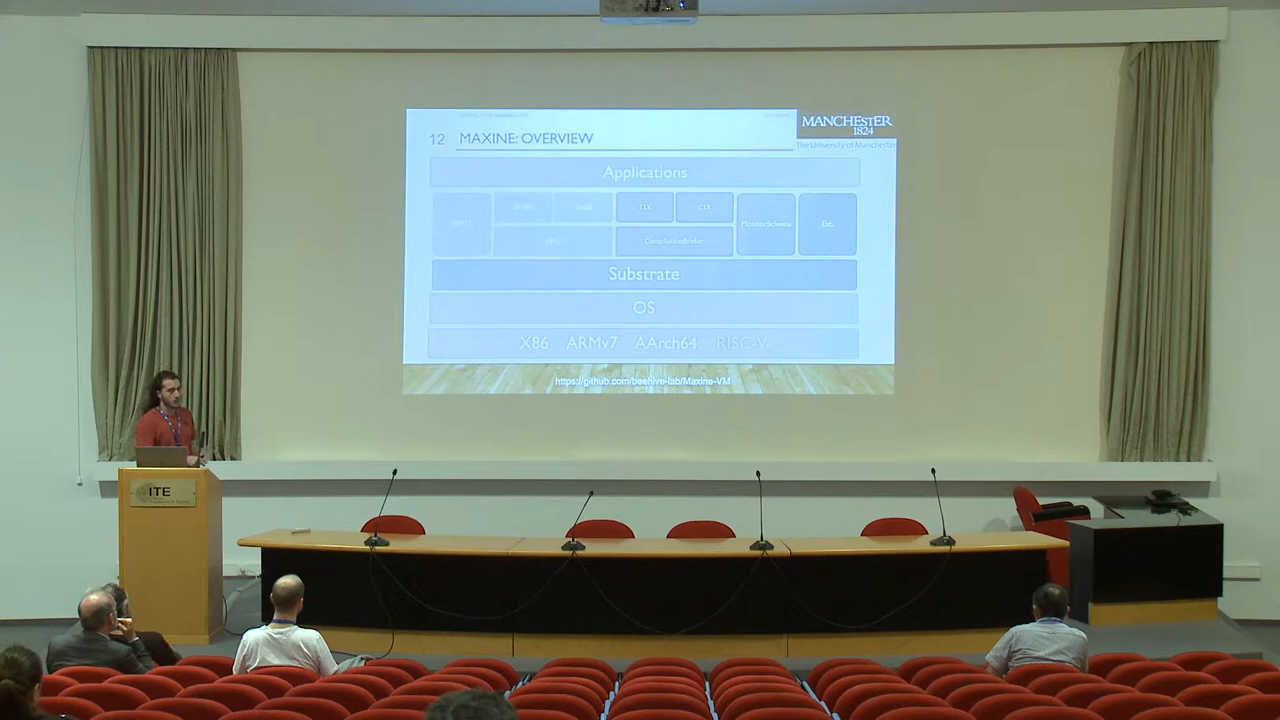 MANCHEStER
1824
The University of Manchester
12 MAXINE: OVERVIEW
Applications
T1X C1X
MonitorScheme Etc.
CompilationBroker
Substrate
OS
X86 ARMv7 AArch64 RISC-V
https://github.com/beehive-lab/Maxine-VM
ITE